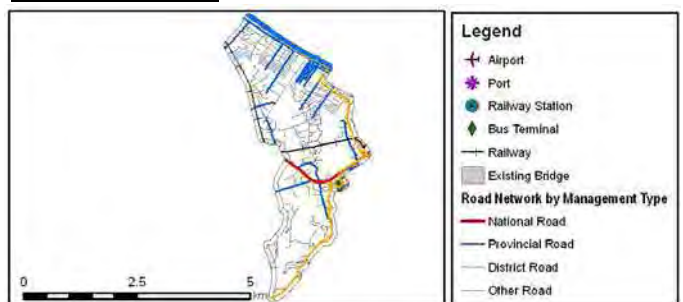 Legend
Airport
Port
Railway Station
Bus Terminal
Railway
Existing Bridge
Road Network by Management Type
National Road
Provincial Road
District Road
Other Road
0 2.5 5
km